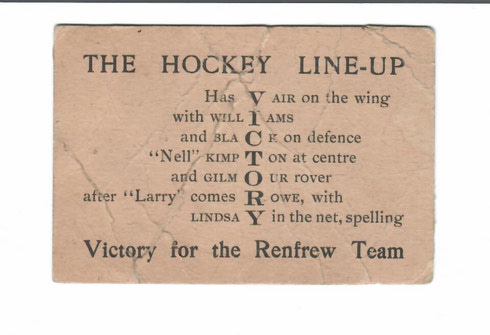 THE HOCKEY LINE-UP
Has VAIR on the wing
with WILLIAMS
and BLACK on defence
"Nell" KIMPTON at centre
and GILMOUR rover
after "Larry" comes ROWE, with
LINDSAY in the net, spelling
Victory for the Renfrew Team